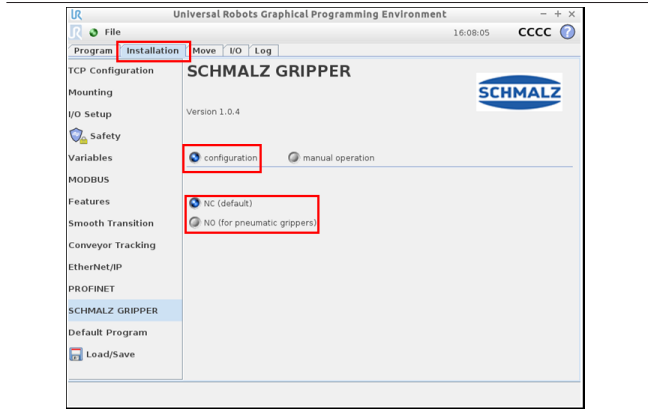 UR
Universal Robots Graphical Programming Environment
File
16:08:05
CCCC
?
Program
Installation
Move
I/O
Log
TCP Configuration
Mounting
I/O Setup
Safety
Variables
MODBUS
Features
Smooth Transition
Conveyor Tracking
EtherNet/IP
PROFINET
SCHMALZ GRIPPER
Default Program
Load/Save
SCHMALZ GRIPPER
SCHMALZ
Version 1.0.4
configuration
manual operation
NC (default)
NO (for pneumatic grippers)